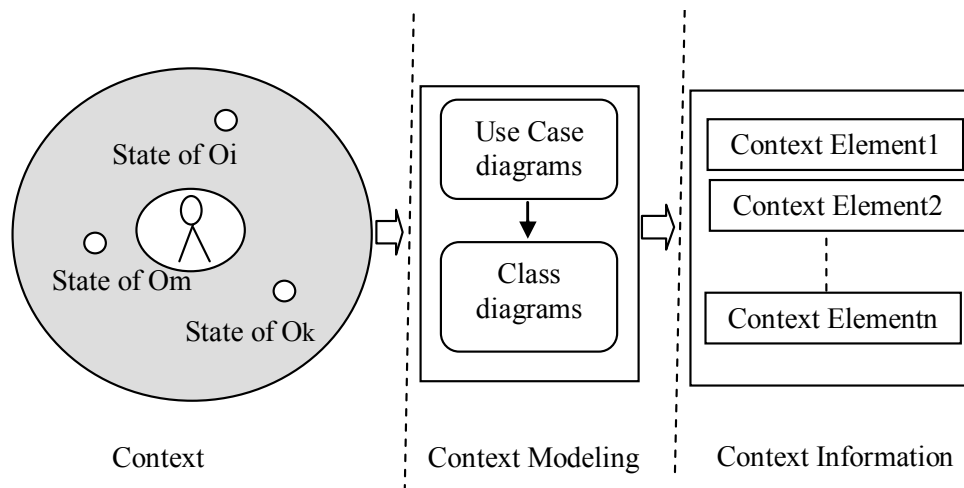 State of Oi
State of Om
State of Ok
Context
Use Case
diagrams
Class
diagrams
Context Modeling
Context Element1
Context Element2
Context Elementn
Context Information